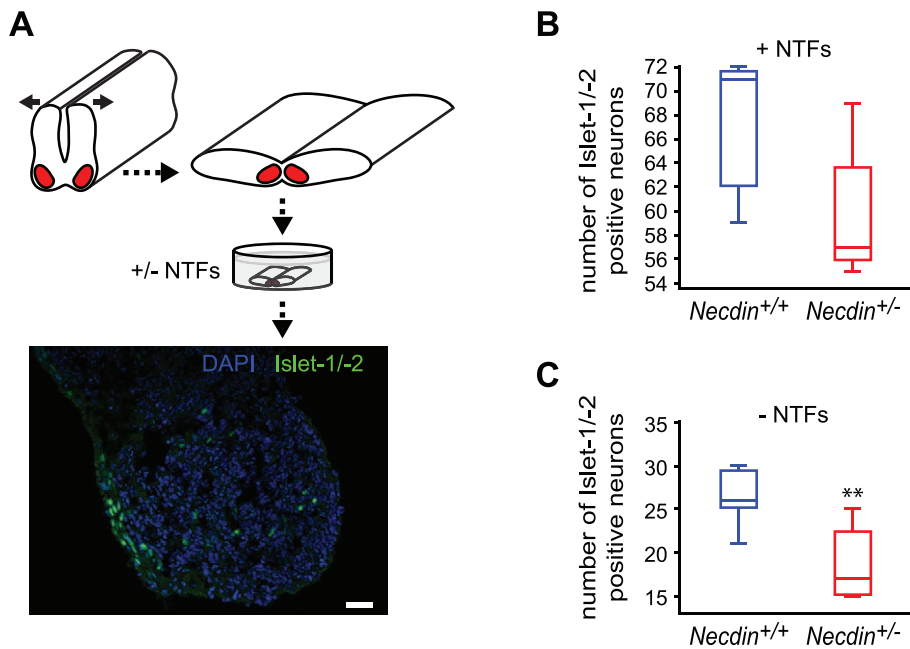 A
+/- NTFs
DAPI Islet-1/-2
B
+ NTFs
number of Islet-1/-2
positive neurons
72
70
68
66
64
62
60
58
56
54
Necdin+/+ Necdin+/-
C
- NTFs
number of Islet-1/-2
positive neurons
35
30
25
20
15
**
Necdin+/+ Necdin+/-